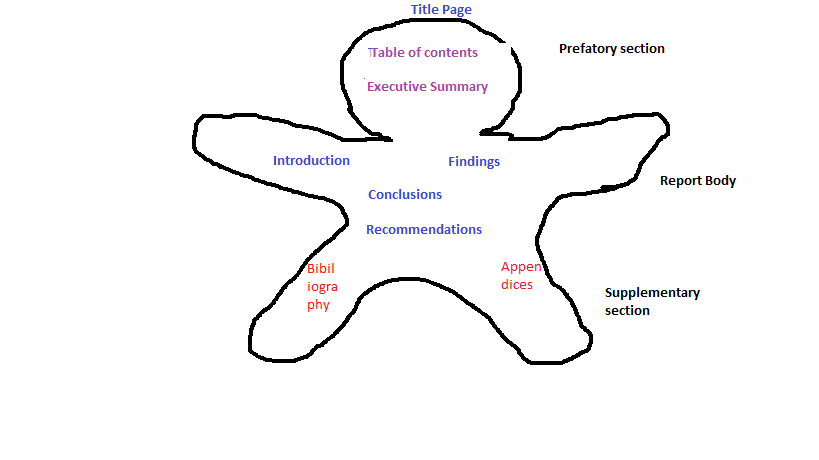 Title Page
Table of contents
Prefatory section
Executive Summary
Introduction
Findings
Report Body
Conclusions
Recommendations
Bibil
iogra
phy
Appen
dices
Supplementary
section